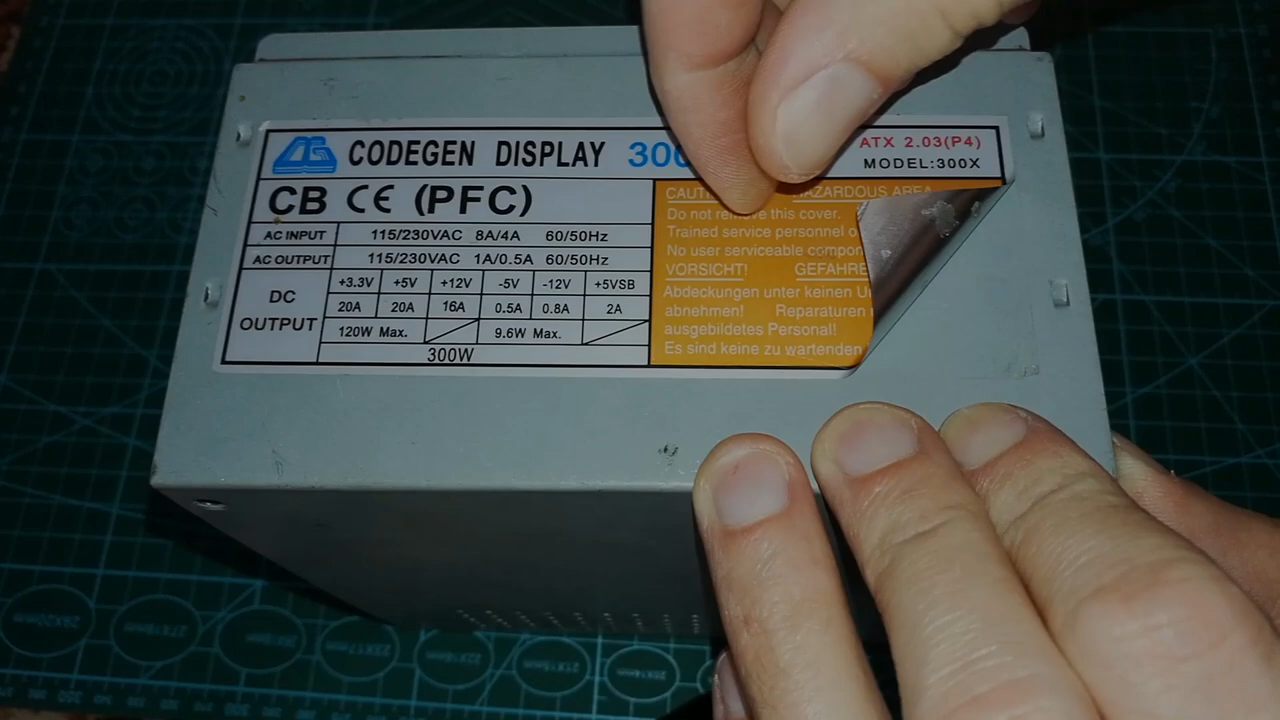 CG CODEGEN DISPLAY 300
ATX 2.03(P4)
MODEL:300X
CB CE (PFC)
AC INPUT 115/230VAC 8A/4A 60/50Hz
AC OUTPUT 115/230VAC 1A/0.5A 60/50Hz
DC OUTPUT
+3.3V +5V +12V -5V -12V +5VSB
20A 20A 16A 0.5A 0.8A 2A
120W Max. 9.6W Max.
300W
HAZARDOUS AREA
Do not remove this cover.
Trained service personnel
No user serviceable
VORSICHT!
Abdeckungen unter keinen
abnehmen! Reparaturen
ausgebildetes Personal!
Es sind keine zu wartenden